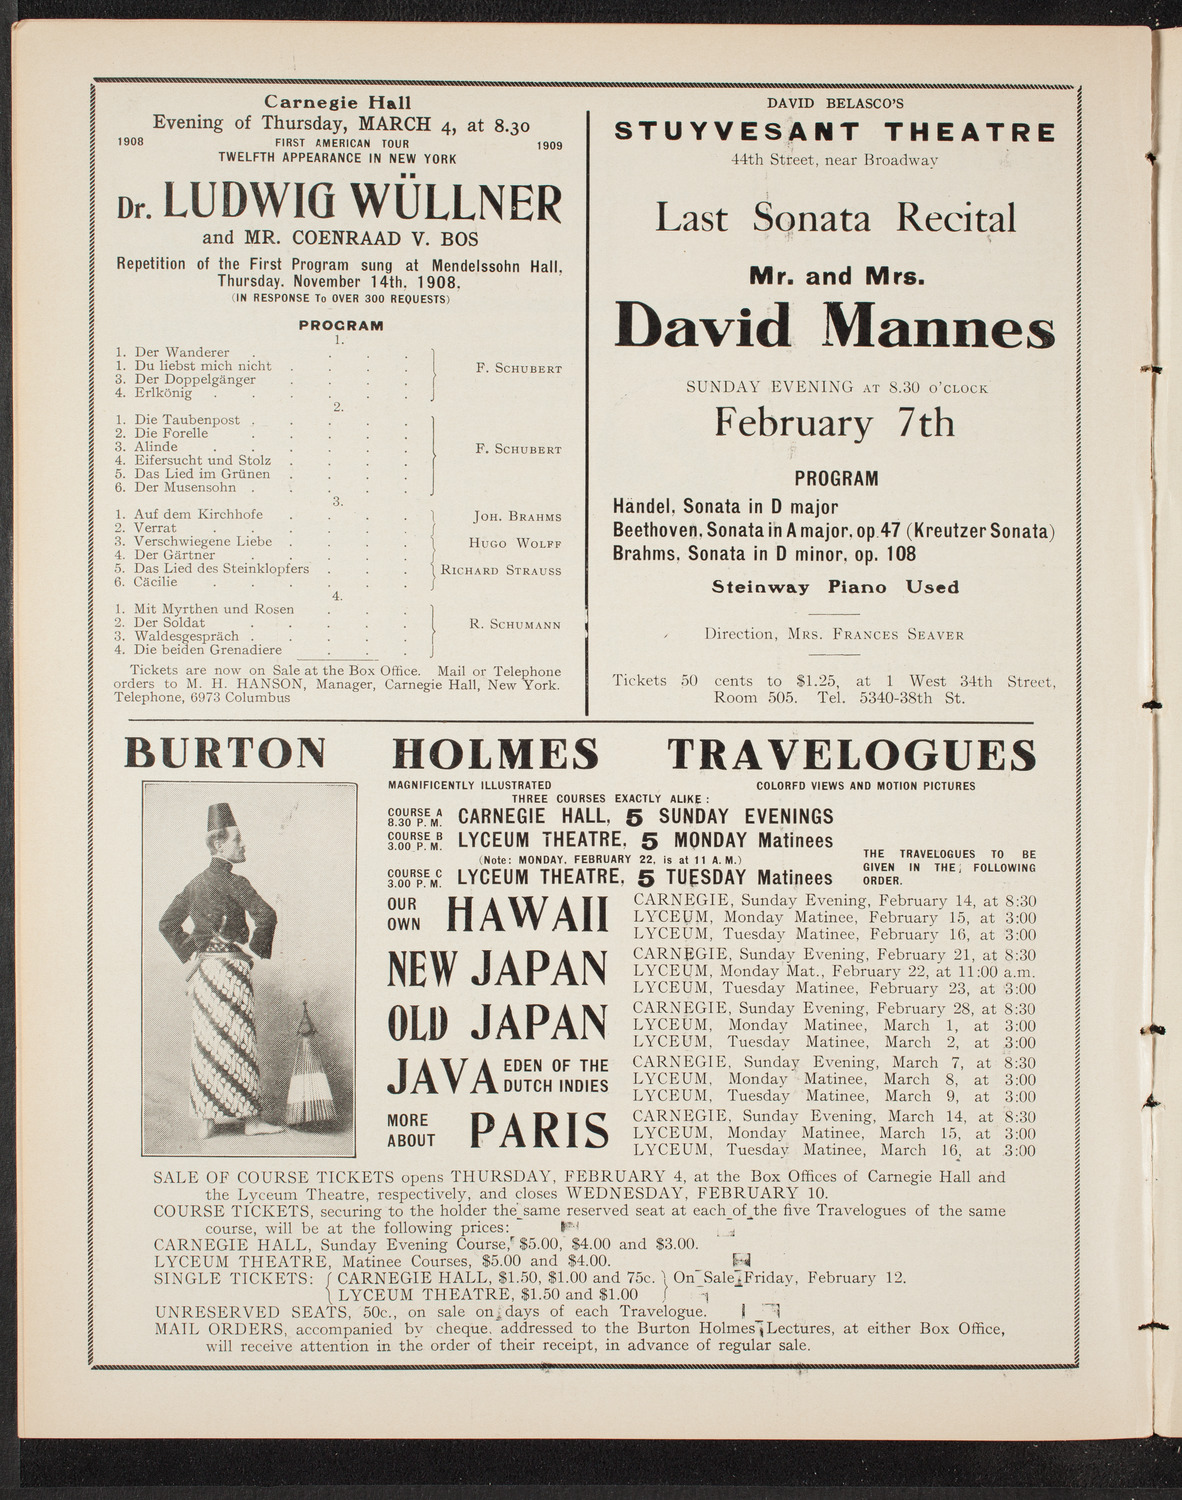 Carnegie Hall
Evening of Thursday, MARCH 4, at 8.30
1908 FIRST AMERICAN TOUR 1909
TWELFTH APPEARANCE IN NEW YORK
Dr. LUDWIG WÜLLNER
and MR. COENRAAD V. BOS
Repetition of the First Program sung at Mendelssohn Hall,
Thursday. November 14th, 1908,
(IN RESPONSE To OVER 300 REQUESTS)
PROGRAM
1.
1. Der Wanderer
1. Du liebst mich nicht . . . . F. SCHUBERT
3. Der Doppelgänger
4. Erlkönig
2.
1. Die Taubenpost
2. Die Forelle
3. Alinde F. SCHUBERT
4. Eifersucht und Stolz
5. Das Lied im Grünen
6. Der Musensohn
3.
1. Auf dem Kirchhofe . . . . JOH. BRAHMS
2. Verrat
3. Verschwiegene Liebe . . . . HUGO WOLFF
4. Der Gärtner
5. Das Lied des Steinklopfers . . . RICHARD STRAUSS
6. Cäcilie
4.
1. Mit Myrthen und Rosen
2. Der Soldat R. SCHUMANN
3. Waldesgespräch
4. Die beiden Grenadiere
Tickets are now on Sale at the Box Office. Mail or Telephone
orders to M. H. HANSON, Manager, Carnegie Hall, New York.
Telephone, 6973 Columbus
DAVID BELASCO'S
STUYVESANT THEATRE
44th Street, near Broadway
Last Sonata Recital
Mr. and Mrs.
David Mannes
SUNDAY EVENING AT 8.30 O'CLOCK
February 7th
PROGRAM
Handel, Sonata in D major
Beethoven, Sonata in A major, op. 47 (Kreutzer Sonata)
Brahms, Sonata in D minor, op. 108
Steinway Piano Used
Direction, MRS. FRANCES SEAVER
Tickets 50 cents to $1.25, at 1 West 34th Street,
Room 505. Tel. 5340-38th St.
BURTON HOLMES TRAVELOGUES
MAGNIFICENTLY ILLUSTRATED COLORFD VIEWS AND MOTION PICTURES
THREE COURSES EXACTLY ALIKE:
COURSE A 8.30 P. M. CARNEGIE HALL, 5 SUNDAY EVENINGS
COURSE B 3.00 P. M. LYCEUM THEATRE, 5 MONDAY Matinees
(Note: MONDAY, FEBRUARY 22, is at 11 A. M.)
COURSE C 3.00 P. M. LYCEUM THEATRE, 5 TUESDAY Matinees
THE TRAVELOGUES TO BE
GIVEN IN THE FOLLOWING
ORDER.
OUR OWN HAWAII
CARNEGIE, Sunday Evening, February 14, at 8:30
LYCEUM, Monday Matinee, February 15, at 3:00
LYCEUM, Tuesday Matinee, February 16, at 3:00
NEW JAPAN
CARNEGIE, Sunday Evening, February 21, at 8:30
LYCEUM, Monday Mat., February 22, at 11:00 a.m.
LYCEUM, Tuesday Matinee, February 23, at 3:00
OLD JAPAN
CARNEGIE, Sunday Evening, February 28, at 8:30
LYCEUM, Monday Matinee, March 1, at 3:00
LYCEUM, Tuesday Matinee, March 2, at 3:00
JAVA EDEN OF THE DUTCH INDIES
CARNEGIE, Sunday Evening, March 7, at 8:30
LYCEUM, Monday Matinee, March 8, at 3:00
LYCEUM, Tuesday Matinee, March 9, at 3:00
MORE ABOUT PARIS
CARNEGIE, Sunday Evening, March 14, at 8:30
LYCEUM, Monday Matinee, March 15, at 3:00
LYCEUM, Tuesday Matinee, March 16, at 3:00
SALE OF COURSE TICKETS opens THURSDAY, FEBRUARY 4, at the Box Offices of Carnegie Hall and
the Lyceum Theatre, respectively, and closes WEDNESDAY, FEBRUARY 10.
COURSE TICKETS, securing to the holder the same reserved seat at each of the five Travelogues of the same
course, will be at the following prices:
CARNEGIE HALL, Sunday Evening Course, $5.00, $4.00 and $3.00.
LYCEUM THEATRE, Matinee Courses, $5.00 and $4.00.
SINGLE TICKETS: { CARNEGIE HALL, $1.50, $1.00 and 75c. } On Sale Friday, February 12.
LYCEUM THEATRE, $1.50 and $1.00
UNRESERVED SEATS, 50c., on sale on days of each Travelogue.
MAIL ORDERS, accompanied by cheque, addressed to the Burton Holmes Lectures, at either Box Office,
will receive attention in the order of their receipt, in advance of regular sale.